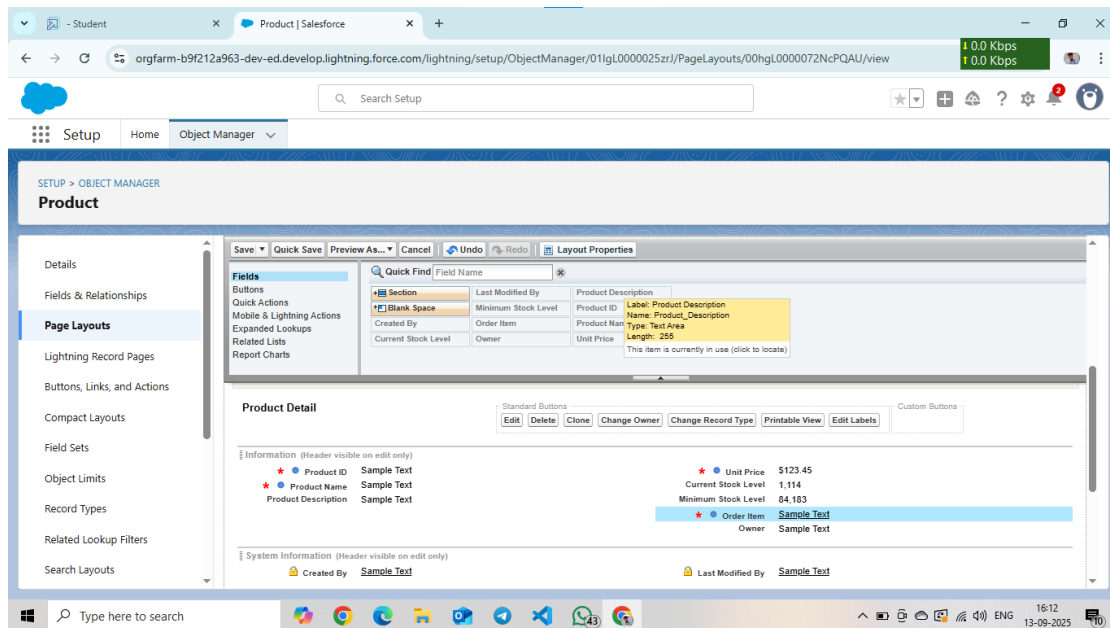 - Student
Product | Salesforce
orgfarm-b9f212a963-dev-ed.develop.lightning.force.com/lightning/setup/ObjectManager/01IgL0000025zrJ/PageLayouts/00hgL0000072NcPQAU/view
0.0 Kbps
0.0 Kbps
Search Setup
2
Setup Home Object Manager
SETUP > OBJECT MANAGER
Product
Details
Fields & Relationships
Page Layouts
Lightning Record Pages
Buttons, Links, and Actions
Compact Layouts
Field Sets
Object Limits
Record Types
Related Lookup Filters
Search Layouts
Save Quick Save Preview As... Cancel Undo Redo Layout Properties
Fields
Buttons
Quick Actions
Mobile & Lightning Actions
Expanded Lookups
Related Lists
Report Charts
Quick Find Field Name
Section Last Modified By Product Description
Blank Space Minimum Stock Level Product ID
Created By Order Item Product Nam
Current Stock Level Owner Unit Price
Label: Product Description
Name: Product_Description
Type: Text Area
Length: 255
This item is currently in use (click to locate)
Product Detail
Standard Buttons
Edit Delete Clone Change Owner Change Record Type Printable View Edit Labels
Custom Buttons
Information (Header visible on edit only)
* Product ID Sample Text
* Product Name Sample Text
Product Description Sample Text
* Unit Price $123.45
Current Stock Level 1,114
Minimum Stock Level 84,183
* Order Item Sample Text
Owner Sample Text
System Information (Header visible on edit only)
Created By Sample Text
Last Modified By Sample Text
Type here to search
43
ENG
16:12
13-09-2025
10